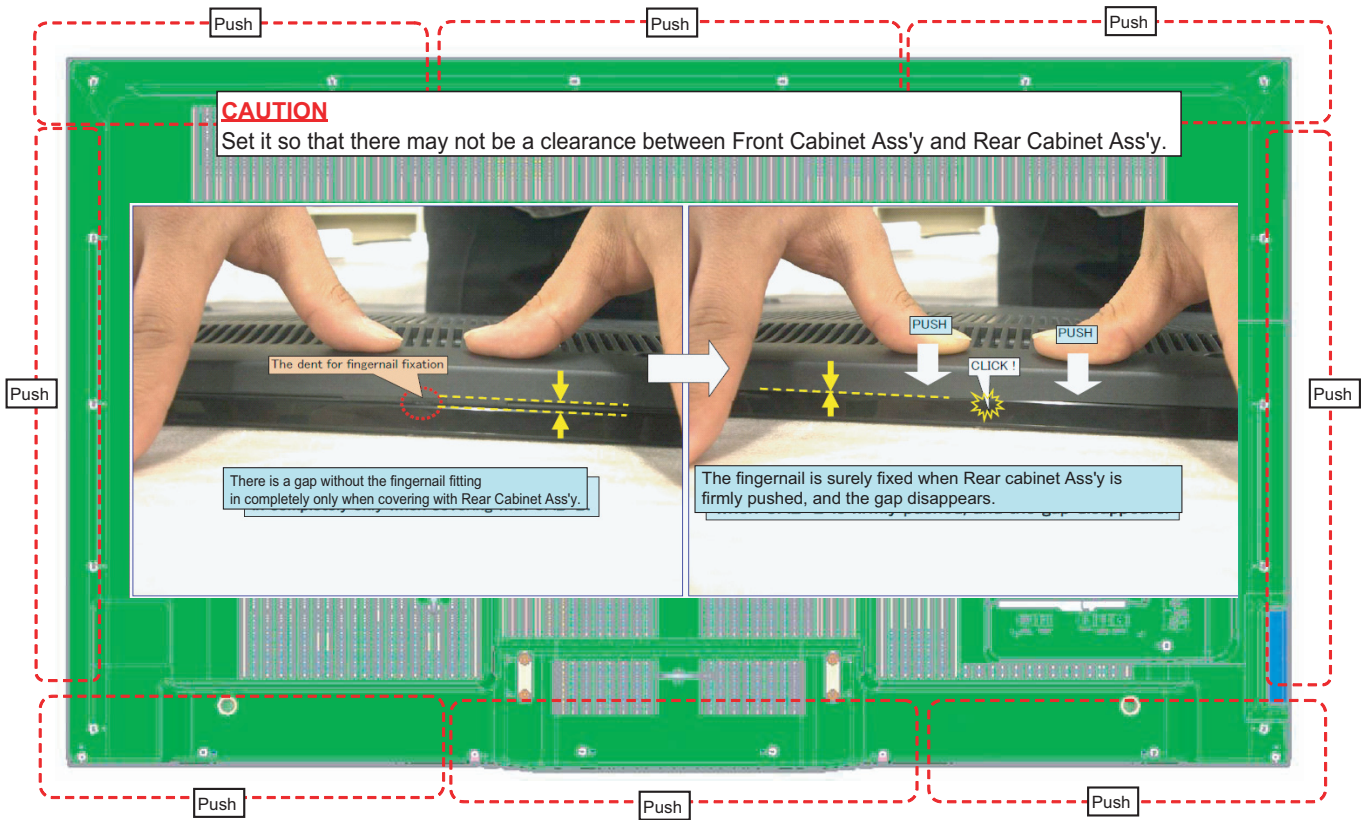 Push
Push
Push
CAUTION
Set it so that there may not be a clearance between Front Cabinet Ass'y and Rear Cabinet Ass'y.
The dent for fingernail fixation
PUSH
PUSH
CLICK !
Push
Push
There is a gap without the fingernail fitting
in completely only when covering with Rear Cabinet Ass'y.
The fingernail is surely fixed when Rear cabinet Ass'y is
firmly pushed, and the gap disappears.
Push
Push
Push